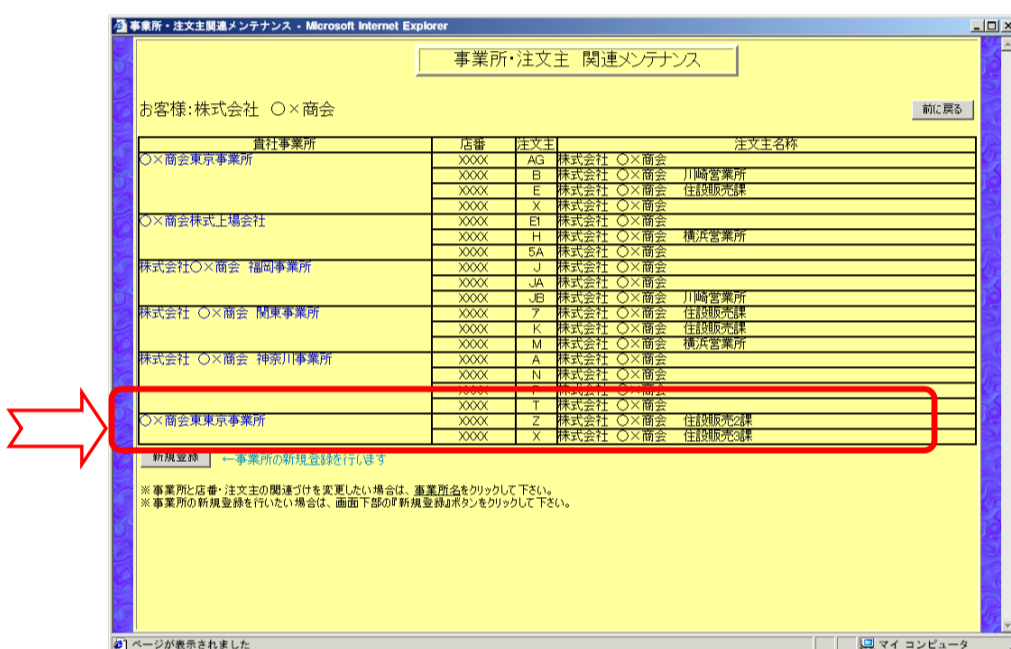 事業所・注文主関連メンテナンス - Microsoft Internet Explorer
事業所・注文主 関連メンテナンス
お客様:株式会社 ○×商会
前に戻る
貴社事業所 店番 注文主 注文主名称
○×商会東京事業所 XXXX AG 株式会社 ○×商会
XXXX B 株式会社 ○×商会 川崎営業所
XXXX E 株式会社 ○×商会 住設販売課
XXXX X 株式会社 ○×商会
○×商会株式上場会社 XXXX E1 株式会社 ○×商会
XXXX H 株式会社 ○×商会 横浜営業所
XXXX 5A 株式会社 ○×商会
株式会社○×商会 福岡事業所 XXXX J 株式会社 ○×商会
XXXX JA 株式会社 ○×商会
XXXX JB 株式会社 ○×商会 川崎営業所
株式会社 ○×商会 関東事業所 XXXX 7 株式会社 ○×商会 住設販売課
XXXX K 株式会社 ○×商会 住設販売課
XXXX M 株式会社 ○×商会 横浜営業所
株式会社 ○×商会 神奈川事業所 XXXX A 株式会社 ○×商会
XXXX N 株式会社 ○×商会
XXXX 株式会社 ○×商会
XXXX T 株式会社 ○×商会
○×商会東東京事業所 XXXX Z 株式会社 ○×商会 住設販売2課
XXXX X 株式会社 ○×商会 住設販売3課
新規登録 ←事業所の新規登録を行います
※事業所と店番・注文主の関連づけを変更したい場合は、事業所名をクリックして下さい。
※事業所の新規登録を行いたい場合は、画面下部の『新規登録』ボタンをクリックして下さい。
ページが表示されました
マイ コンピュータ